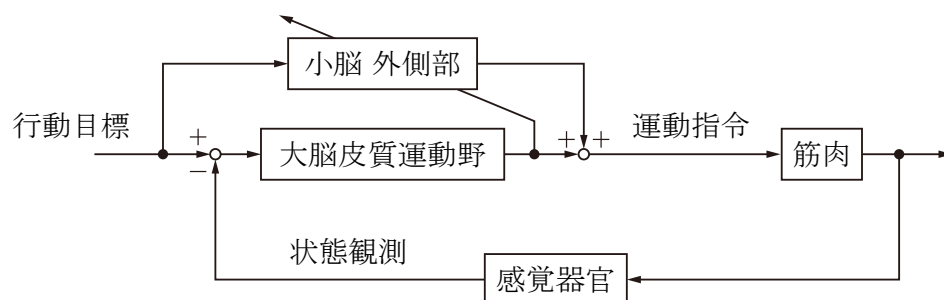 小脳 外側部
行動目標
+
−
大脳皮質運動野
+
+
運動指令
筋肉
状態観測
感覚器官